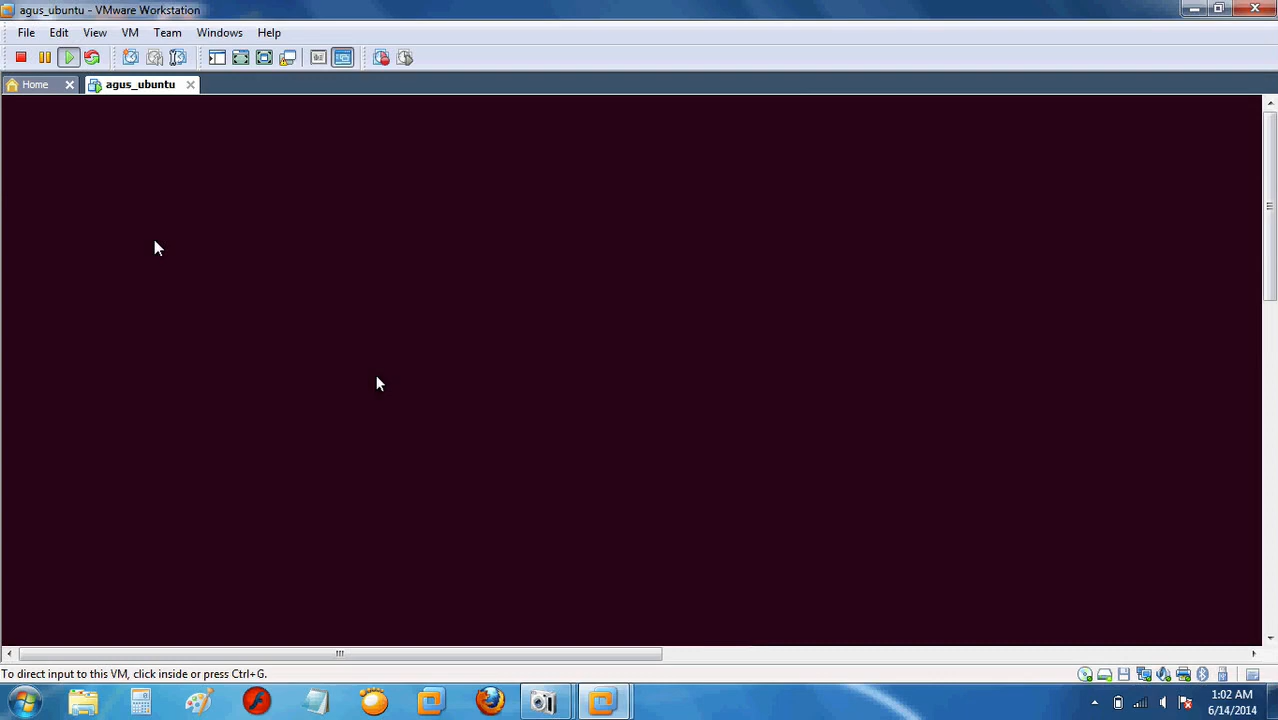 agus_ubuntu - VMware Workstation
File Edit View VM Team Windows Help
Home agus_ubuntu
To direct input to this VM, click inside or press Ctrl+G.
1:02 AM
6/14/2014